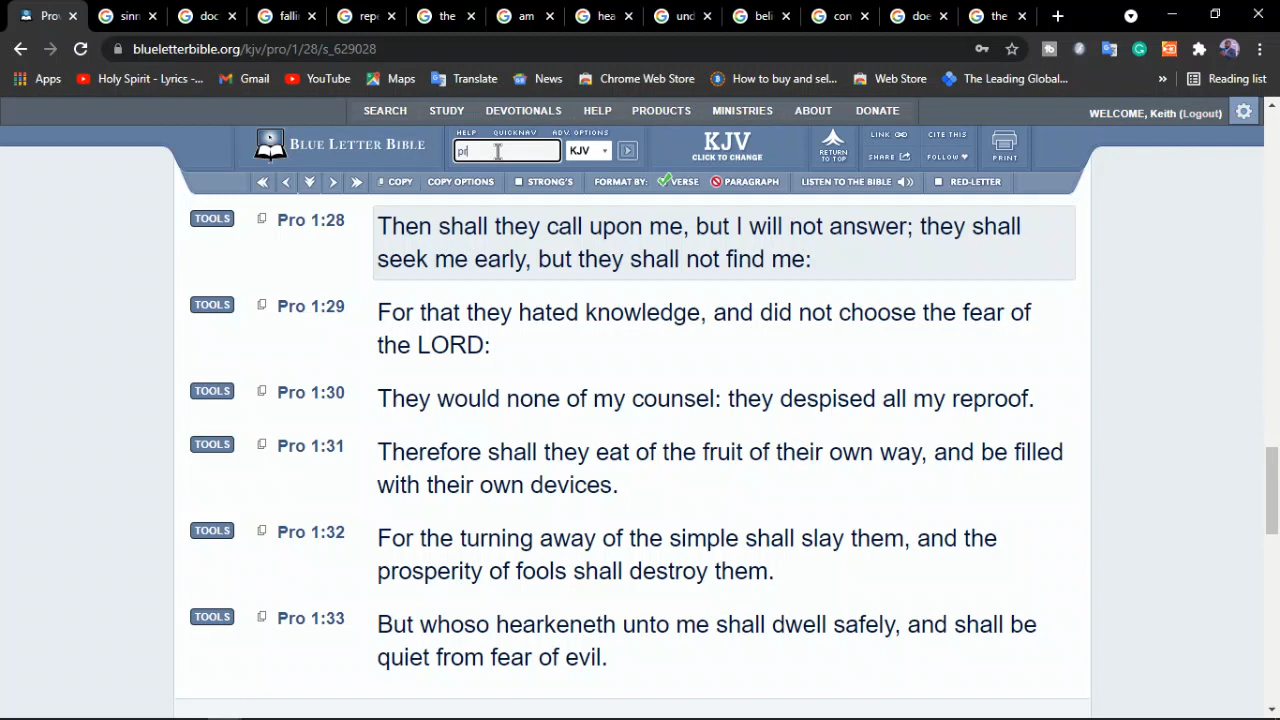 Pro
sinn
doc
fallin
repe
the
am
hea
und
beli
cor
doe
the
blueletterbible.org/kjv/pro/1/28/s_629028
Apps
Holy Spirit - Lyrics -...
Gmail
YouTube
Maps
Translate
News
Chrome Web Store
How to buy and sel...
Web Store
The Leading Global...
»
Reading list
SEARCH STUDY DEVOTIONALS HELP PRODUCTS MINISTRIES ABOUT DONATE
WELCOME, Keith (Logout)
BLUE LETTER BIBLE
HELP QUICKNAV ADV. OPTIONS
pr
KJV
KJV
CLICK TO CHANGE
RETURN
TO TOP
LINK
CITE THIS
SHARE
FOLLOW
PRINT
COPY COPY OPTIONS STRONG'S FORMAT BY: VERSE PARAGRAPH LISTEN TO THE BIBLE RED-LETTER
TOOLS Pro 1:28 Then shall they call upon me, but I will not answer; they shall
seek me early, but they shall not find me:
TOOLS Pro 1:29 For that they hated knowledge, and did not choose the fear of
the LORD:
TOOLS Pro 1:30 They would none of my counsel: they despised all my reproof.
TOOLS Pro 1:31 Therefore shall they eat of the fruit of their own way, and be filled
with their own devices.
TOOLS Pro 1:32 For the turning away of the simple shall slay them, and the
prosperity of fools shall destroy them.
TOOLS Pro 1:33 But whoso hearkeneth unto me shall dwell safely, and shall be
quiet from fear of evil.